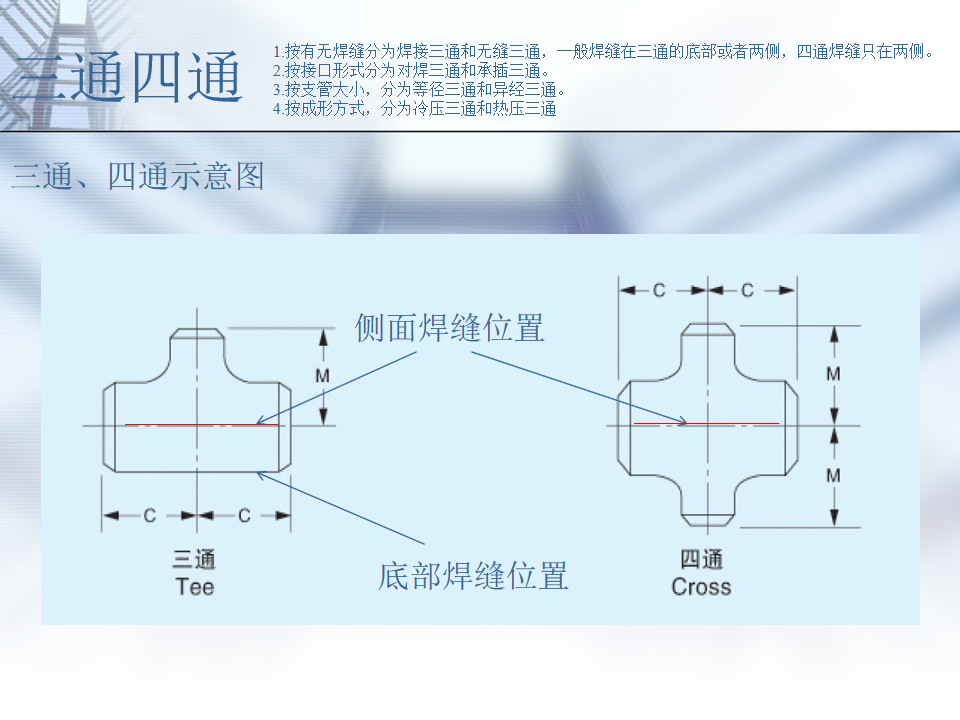 三通四通
1.按有无焊缝分为焊接三通和无缝三通，一般焊缝在三通的底部或者两侧，四通焊缝只在两侧。
2.按接口形式分为对焊三通和承插三通。
3.按支管大小，分为等径三通和异经三通。
4.按成形方式，分为冷压三通和热压三通
三通、四通示意图
C C
侧面焊缝位置
M
M
M
C C
三通
Tee
底部焊缝位置
四通
Cross